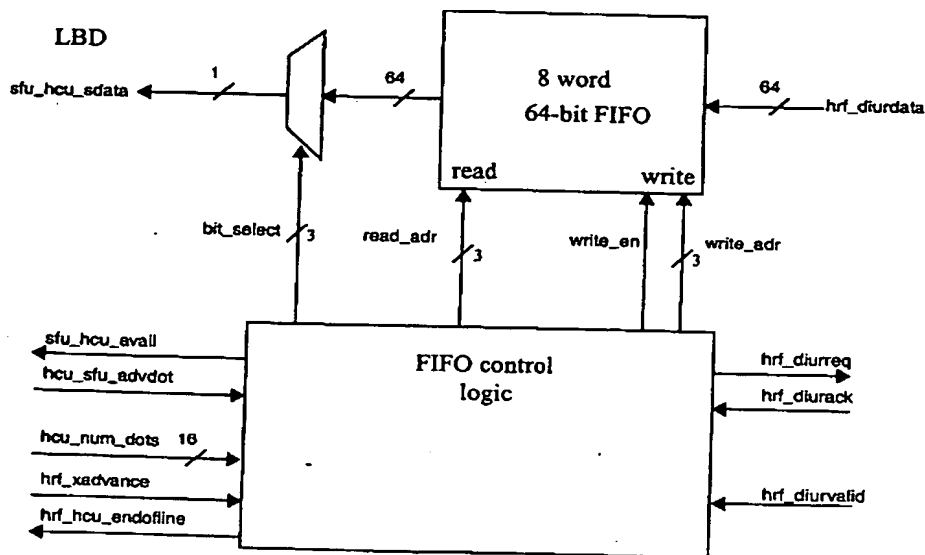 LBD
1
sfu_hcu_sdata
64
8 word
64-bit FIFO
64
hrf_diurdata
read
write
bit_select
3
read_adr
3
write_en
write_adr
3
sfu_hcu_avail
hcu_sfu_advdot
FIFO control
logic
hrf_diurreq
hrf_diurack
hcu_num_dots
16
hrf_xadvance
hrf_hcu_endofline
hrf_diurvalid